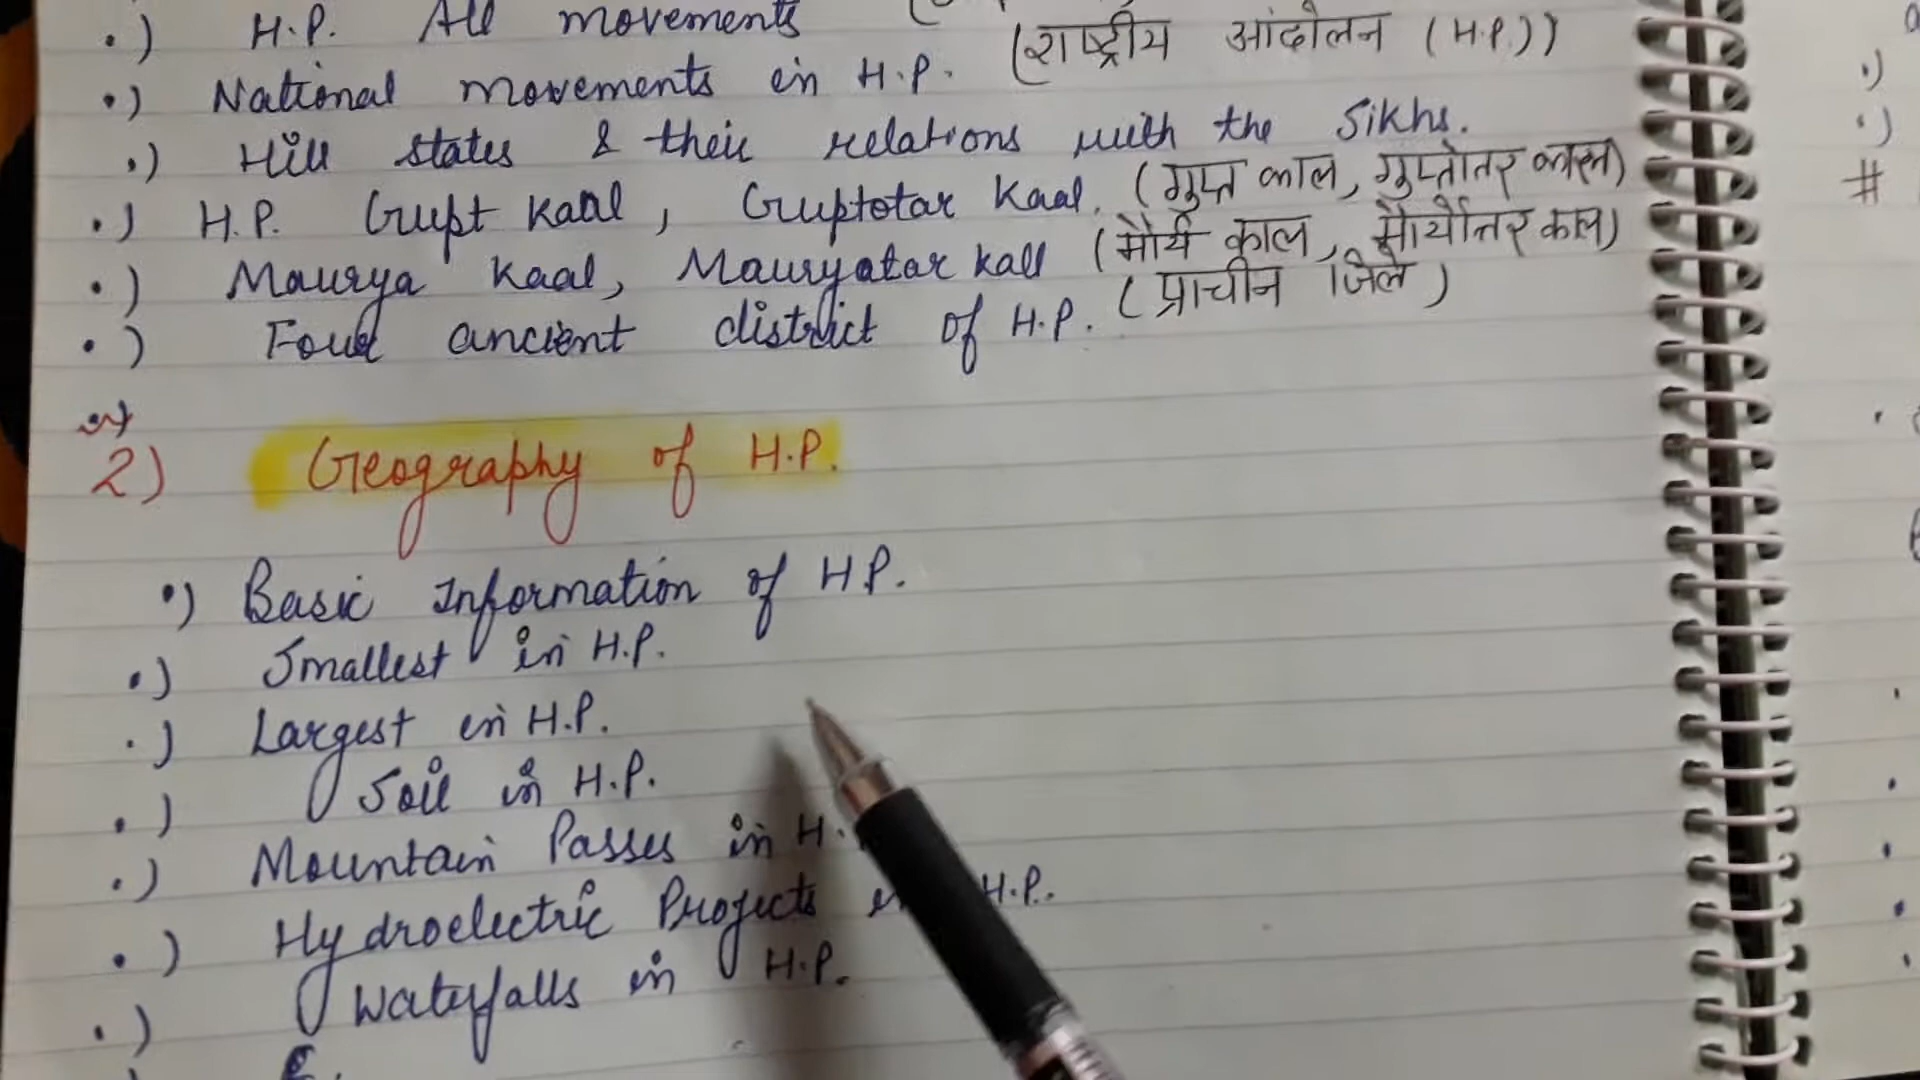 •) H.P. All movements
•) National movements in H.P. (राष्ट्रीय आंदोलन (H.P.))
•) Hill states & their relations with the Sikhs.
•) H.P. Gupt Kaal, Guptotar Kaal. (गुप्त काल, गुप्तोतर काल)
•) Maurya Kaal, Mauryatar kall (मौर्य काल, मौर्योत्तर काल)
•) Four ancient district of H.P. (प्राचीन जिले)
2) Geography of H.P.
•) Basic Information of H.P.
•) Smallest in H.P.
•) Largest in H.P.
•) Soil in H.P.
•) Mountain Passes in H.
•) Hydroelectric Projects H.P.
•) Waterfalls in H.P.
#